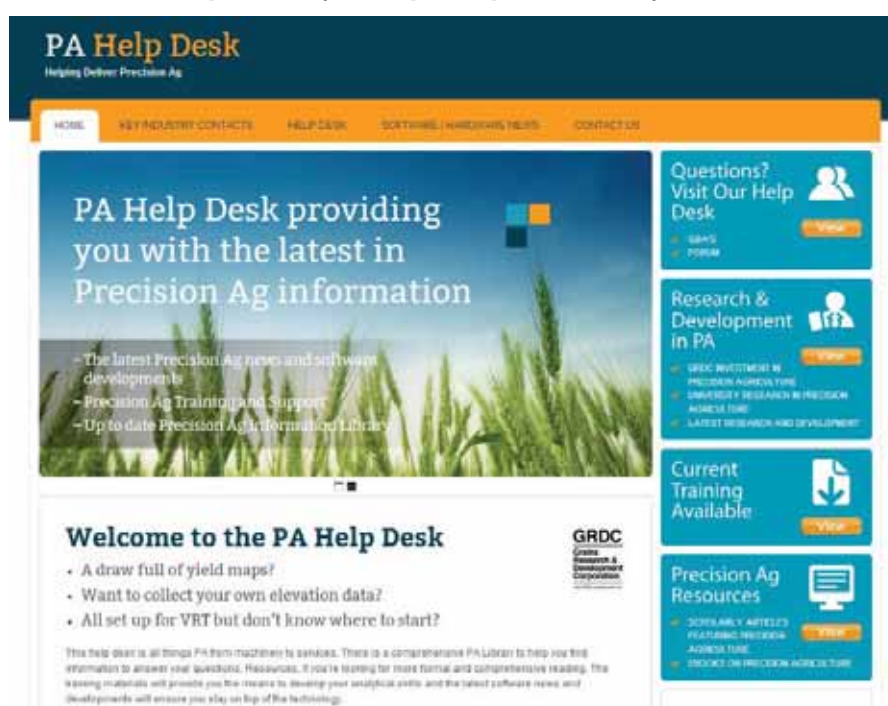 PA Help Desk
Helping Deliver Precision Ag
HOME KEY INDUSTRY CONTACTS HELP DESK SOFTWARE / HARDWARE NEWS CONTACT US
PA Help Desk providing
you with the latest in
Precision Ag information
– The latest Precision Ag news and software
developments
– Precision Ag Training and Support
– Up to date Precision Ag Information Library
Welcome to the PA Help Desk
• A draw full of yield maps?
• Want to collect your own elevation data?
• All set up for VRT but don't know where to start?
GRDC
Grains
Research &
Development
Corporation
This help desk is all things PA from machinery to services. There is a comprehensive PA Library to help you find
information to answer your questions. Resources, if you're looking for more formal and comprehensive reading. The
training materials will provide you the means to develop your analytical skills and the latest software news and
developments will ensure you stay on top of the technology.
Questions?
Visit Our Help
Desk
View
FORUM
Research &
Development
in PA
View
GRDC INVESTMENT IN
PRECISION AGRICULTURE
UNIVERSITY RESEARCH IN PRECISION
AGRICULTURE
LATEST RESEARCH AND DEVELOPMENT
Current
Training
Available
View
Precision Ag
Resources
View
SCHOLARLY ARTICLES
FEATURING PRECISION
AGRICULTURE
EBOOKS ON PRECISION AGRICULTURE